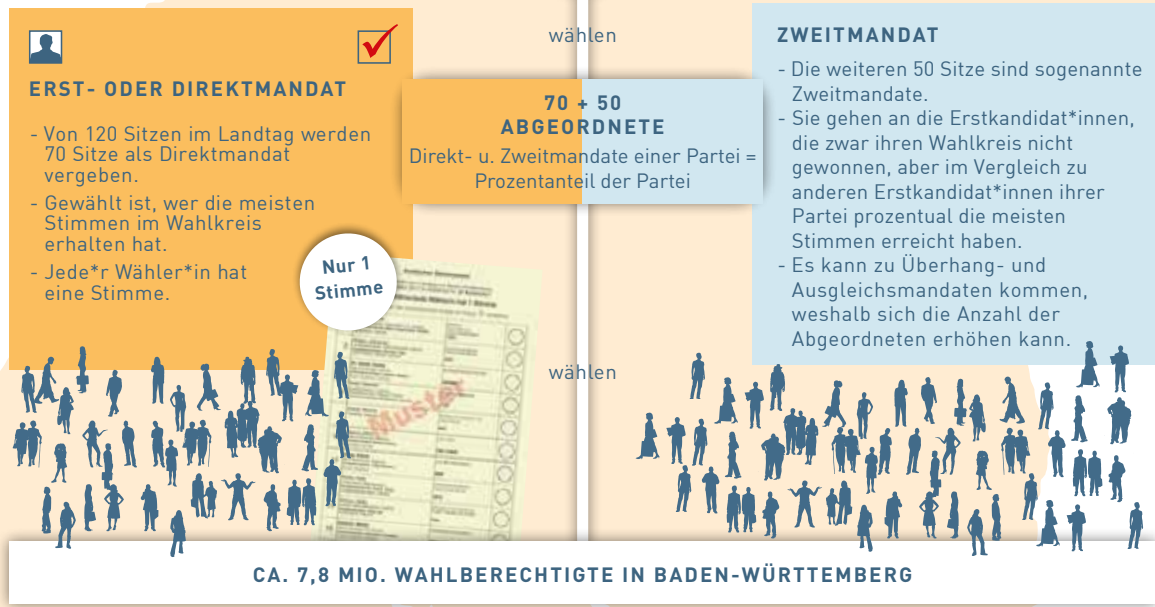 ERST- ODER DIREKTMANDAT
- Von 120 Sitzen im Landtag werden
70 Sitze als Direktmandat
vergeben.
- Gewählt ist, wer die meisten
Stimmen im Wahlkreis
erhalten hat.
- Jede*r Wähler*in hat
eine Stimme.
Nur 1
Stimme
Muster
wählen
70 + 50
ABGEORDNETE
Direkt- u. Zweitmandate einer Partei =
Prozentanteil der Partei
wählen
ZWEITMANDAT
- Die weiteren 50 Sitze sind sogenannte
Zweitmandate.
- Sie gehen an die Erstkandidat*innen,
die zwar ihren Wahlkreis nicht
gewonnen, aber im Vergleich zu
anderen Erstkandidat*innen ihrer
Partei prozentual die meisten
Stimmen erreicht haben.
- Es kann zu Überhang- und
Ausgleichsmandaten kommen,
weshalb sich die Anzahl der
Abgeordneten erhöhen kann.
CA. 7,8 MIO. WAHLBERECHTIGTE IN BADEN-WÜRTTEMBERG